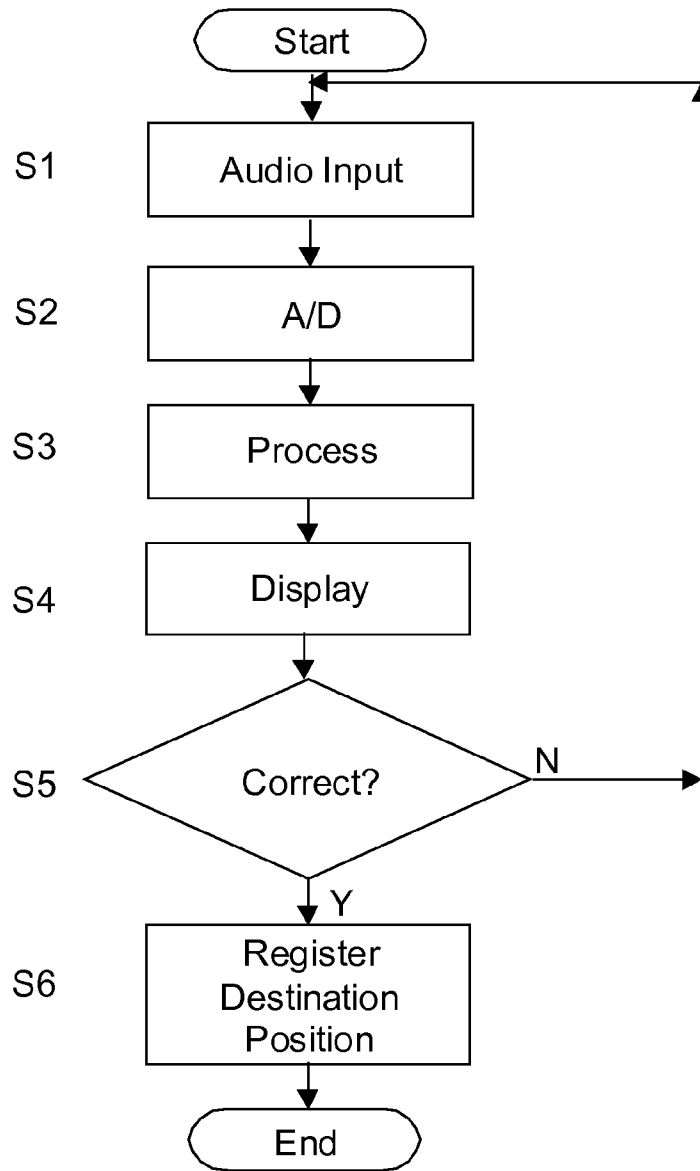 Start
S1
Audio Input
S2
A/D
S3
Process
S4
Display
S5
Correct?
N
Y
S6
Register
Destination
Position
End